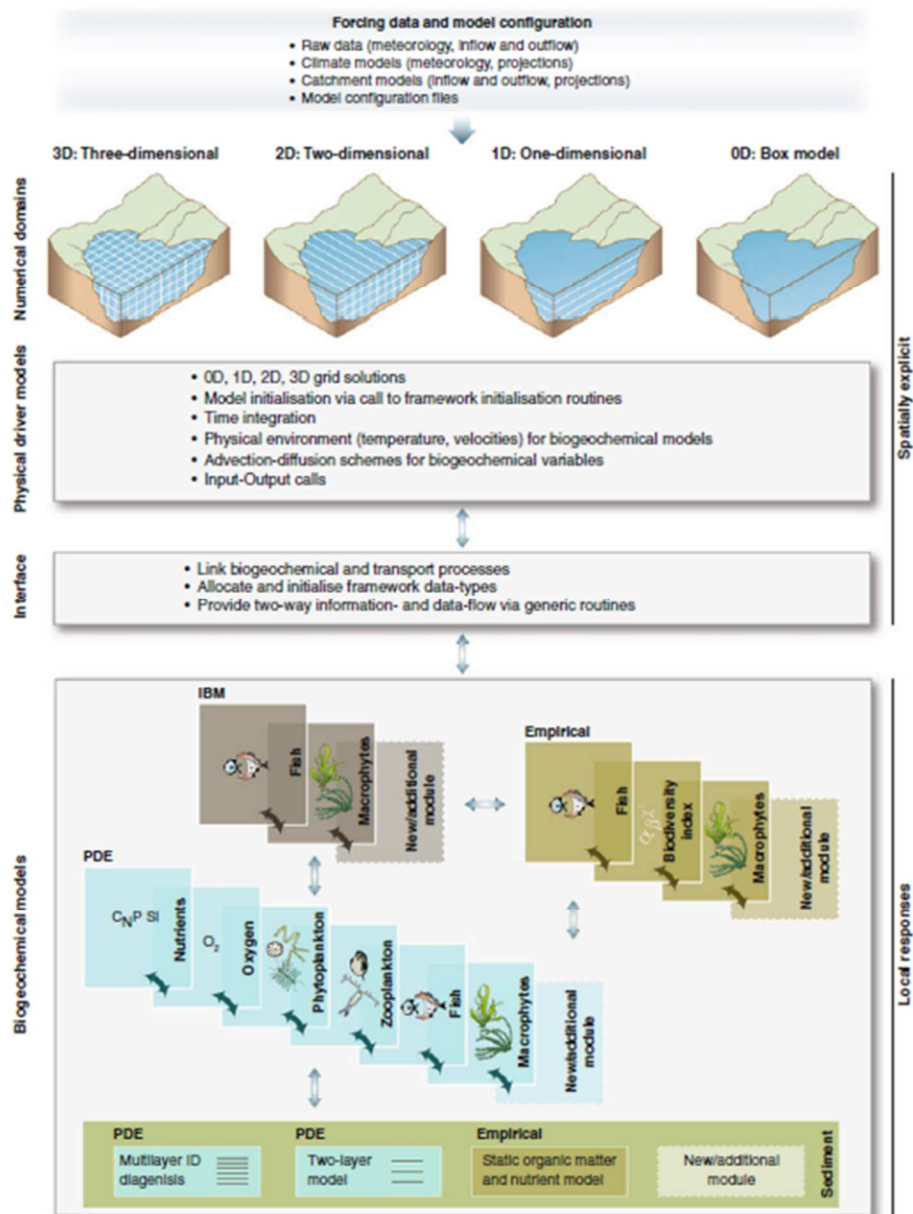 Forcing data and model configuration
• Raw data (meteorology, inflow and outflow)
• Climate models (meteorology, projections)
• Catchment models (inflow and outflow, projections)
• Model configuration files
3D: Three-dimensional
2D: Two-dimensional
1D: One-dimensional
0D: Box model
Numerical domains
Spatially explicit
Physical driver models
• 0D, 1D, 2D, 3D grid solutions
• Model initialisation via call to framework initialisation routines
• Time integration
• Physical environment (temperature, velocities) for biogeochemical models
• Advection-diffusion schemes for biogeochemical variables
• Input-Output calls
Interface
• Link biogeochemical and transport processes
• Allocate and initialise framework data-types
• Provide two-way information- and data-flow via generic routines
Biogeochemical models
Local responses
IBM
Fish
Macrophytes
New/additional
module
Empirical
Fish
αβγ
Biodiversity
index
Macrophytes
New/additional
module
PDE
CNP SI
Nutrients
O2
Oxygen
Phytoplankton
Zooplankton
Fish
Macrophytes
New/additional
module
PDE
Multilayer ID
diagenisis
PDE
Two-layer
model
Empirical
Static organic matter
and nutrient model
New/additional
module
Sediment